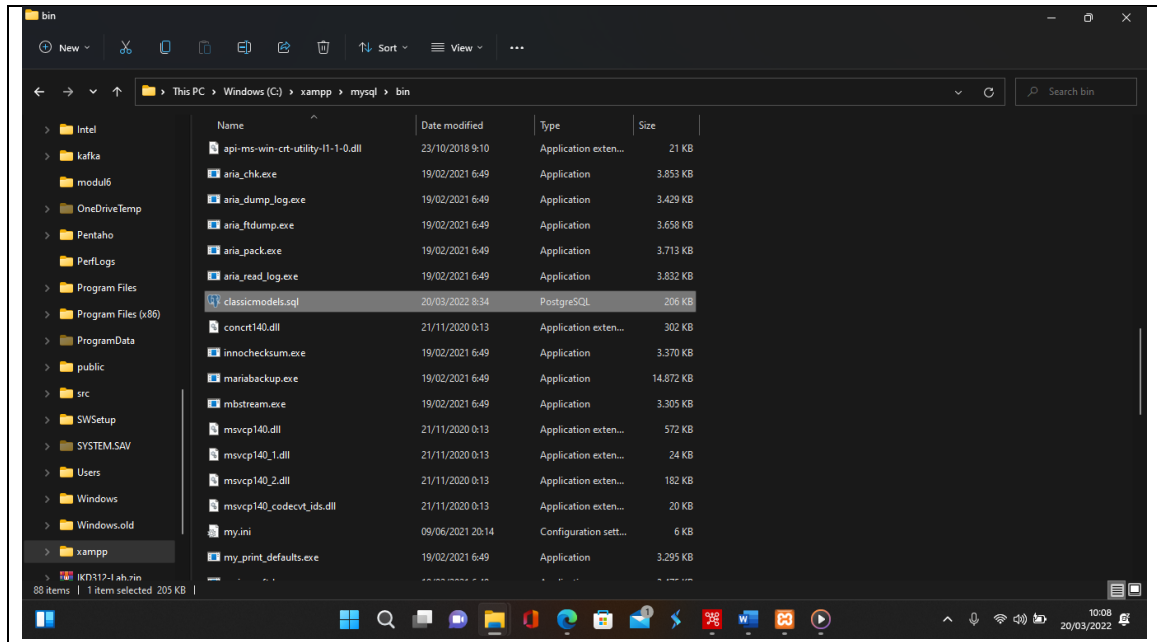 bin
New Sort View
This PC > Windows (C:) > xampp > mysql > bin Search bin
Name Date modified Type Size
Intel
kafka
modul6
OneDriveTemp
Pentaho
PerfLogs
Program Files
Program Files (x86)
ProgramData
public
src
SWSetup
SYSTEM.SAV
Users
Windows
Windows.old
xampp
IKD312-Lab.zip
api-ms-win-crt-utility-l1-1-0.dll 23/10/2018 9:10 Application exten... 21 KB
aria_chk.exe 19/02/2021 6:49 Application 3.853 KB
aria_dump_log.exe 19/02/2021 6:49 Application 3.429 KB
aria_ftdump.exe 19/02/2021 6:49 Application 3.658 KB
aria_pack.exe 19/02/2021 6:49 Application 3.713 KB
aria_read_log.exe 19/02/2021 6:49 Application 3.832 KB
classicmodels.sql 20/03/2022 8:34 PostgreSQL 206 KB
concrt140.dll 21/11/2020 0:13 Application exten... 302 KB
innochecksum.exe 19/02/2021 6:49 Application 3.370 KB
mariabackup.exe 19/02/2021 6:49 Application 14.872 KB
mbstream.exe 19/02/2021 6:49 Application 3.305 KB
msvcp140.dll 21/11/2020 0:13 Application exten... 572 KB
msvcp140_1.dll 21/11/2020 0:13 Application exten... 24 KB
msvcp140_2.dll 21/11/2020 0:13 Application exten... 182 KB
msvcp140_codecvt_ids.dll 21/11/2020 0:13 Application exten... 20 KB
my.ini 09/06/2021 20:14 Configuration sett... 6 KB
my_print_defaults.exe 19/02/2021 6:49 Application 3.295 KB
88 items | 1 item selected 205 KB |
10:08
20/03/2022